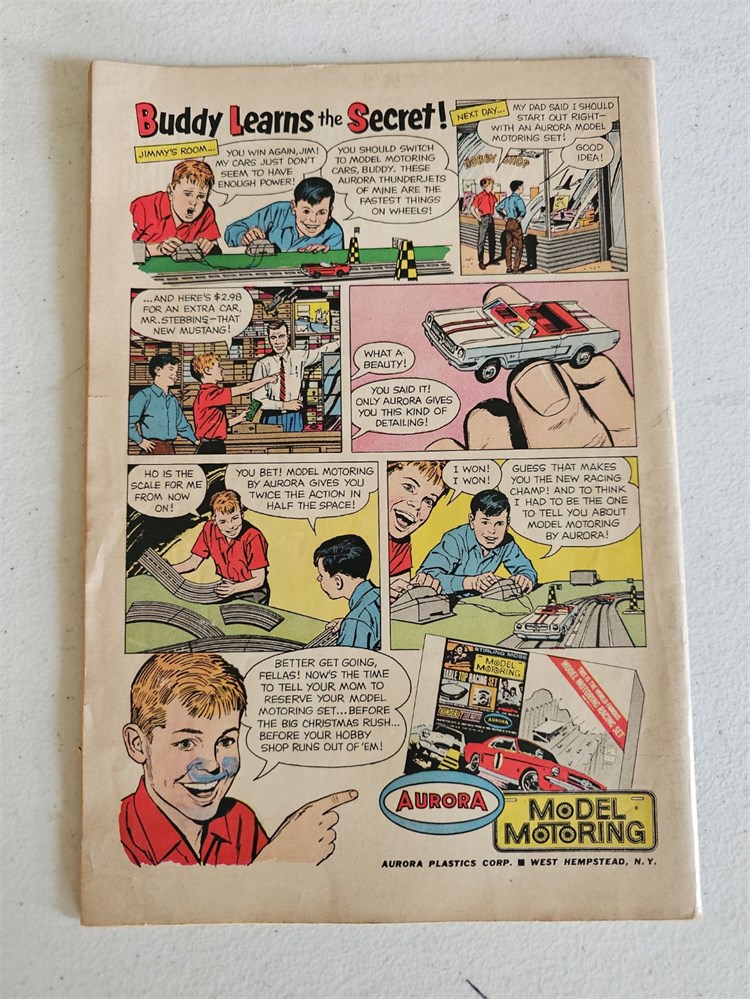 Buddy Learns the Secret!
JIMMY'S ROOM...
YOU WIN AGAIN, JIM!
MY CARS JUST DON'T
SEEM TO HAVE
ENOUGH POWER!
YOU SHOULD SWITCH
TO MODEL MOTORING
CARS, BUDDY. THESE
AURORA THUNDERJETS
OF MINE ARE THE
FASTEST THINGS
ON WHEELS!
NEXT DAY...
MY DAD SAID I SHOULD
START OUT RIGHT—
WITH AN AURORA MODEL
MOTORING SET!
GOOD
IDEA!
HOBBY SHOP
...AND HERE'S $2.98
FOR AN EXTRA CAR,
MR. STEBBINS—THAT
NEW MUSTANG!
WHAT A
BEAUTY!
YOU SAID IT!
ONLY AURORA GIVES
YOU THIS KIND OF
DETAILING!
HO IS THE
SCALE FOR ME
FROM NOW
ON!
YOU BET! MODEL MOTORING
BY AURORA GIVES YOU
TWICE THE ACTION IN
HALF THE SPACE!
I WON!
I WON!
GUESS THAT MAKES
YOU THE NEW RACING
CHAMP! AND TO THINK
I HAD TO BE THE ONE
TO TELL YOU ABOUT
MODEL MOTORING
BY AURORA!
BETTER GET GOING,
FELLAS! NOW'S THE TIME
TO TELL YOUR MOM TO
RESERVE YOUR MODEL
MOTORING SET...BEFORE
THE BIG CHRISTMAS RUSH...
BEFORE YOUR HOBBY
SHOP RUNS OUT OF 'EM!
STIRLING MOSS
MODEL
MOTORING
TABLE TOP RACING SET
AURORA
1
AURORA
MODEL
MOTORING
AURORA PLASTICS CORP. ■ WEST HEMPSTEAD, N.Y.